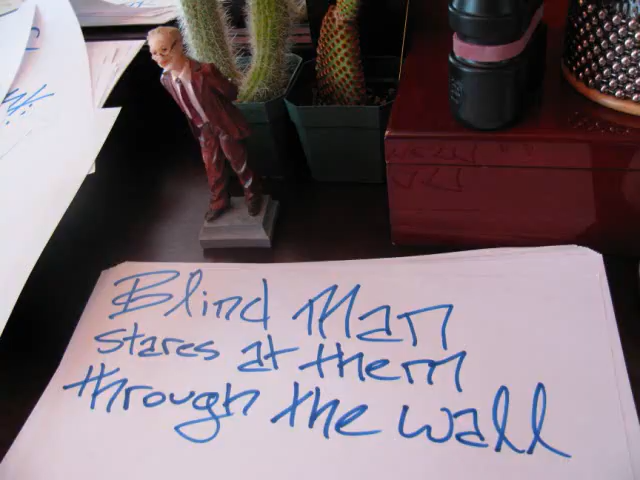 Blind Man
stares at them
through the wall